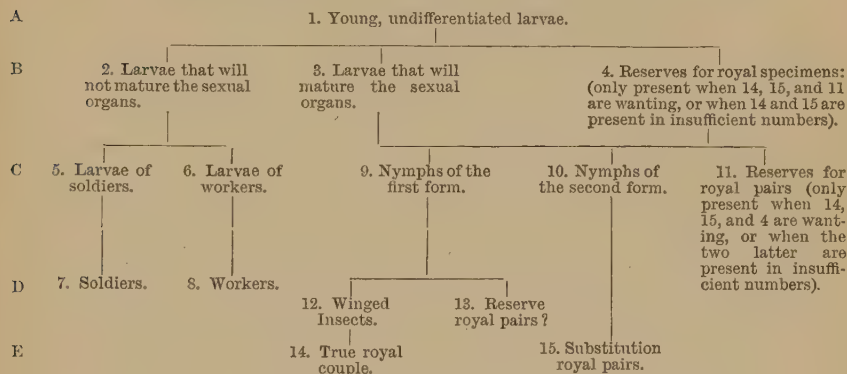 A
1. Young, undifferentiated larvae.
B
2. Larvae that will
not mature the sexual
organs.
3. Larvae that will
mature the sexual
organs.
4. Reserves for royal specimens:
(only present when 14, 15, and 11
are wanting, or when 14 and 15 are
present in insufficient numbers).
C
5. Larvae of
soldiers.
6. Larvae of
workers.
9. Nymphs of the
first form.
10. Nymphs of
the second form.
11. Reserves for
royal pairs (only
present when 14,
15, and 4 are want-
ing, or when the
two latter are
present in insuffi-
cient numbers).
D
7. Soldiers.
8. Workers.
12. Winged
Insects.
13. Reserve
royal pairs?
E
14. True royal
couple.
15. Substitution
royal pairs.